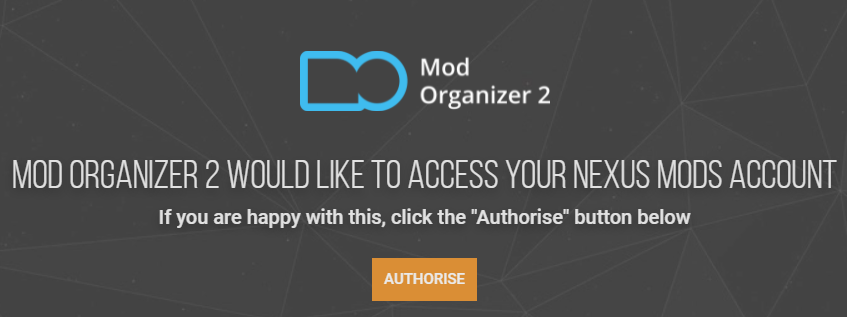 Mod
Organizer 2
MOD ORGANIZER 2 WOULD LIKE TO ACCESS YOUR NEXUS MODS ACCOUNT
If you are happy with this, click the "Authorise" button below
AUTHORISE